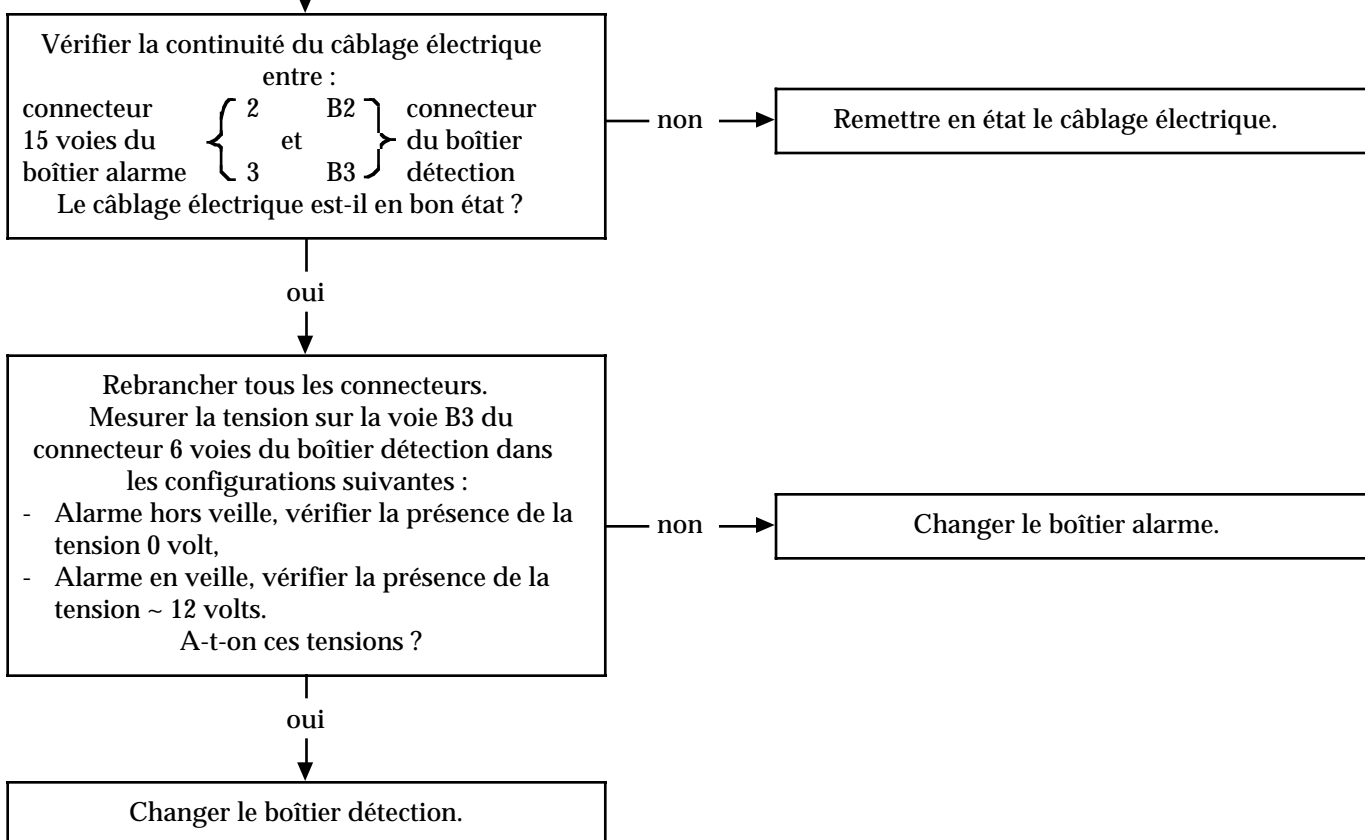 Vérifier la continuité du câblage électrique
entre :
connecteur 2 B2 connecteur
15 voies du et du boîtier
boîtier alarme 3 B3 détection
Le câblage électrique est-il en bon état ?
non
Remettre en état le câblage électrique.
oui
Rebrancher tous les connecteurs.
Mesurer la tension sur la voie B3 du
connecteur 6 voies du boîtier détection dans
les configurations suivantes :
- Alarme hors veille, vérifier la présence de la
tension 0 volt,
- Alarme en veille, vérifier la présence de la
tension ~ 12 volts.
A-t-on ces tensions ?
non
Changer le boîtier alarme.
oui
Changer le boîtier détection.